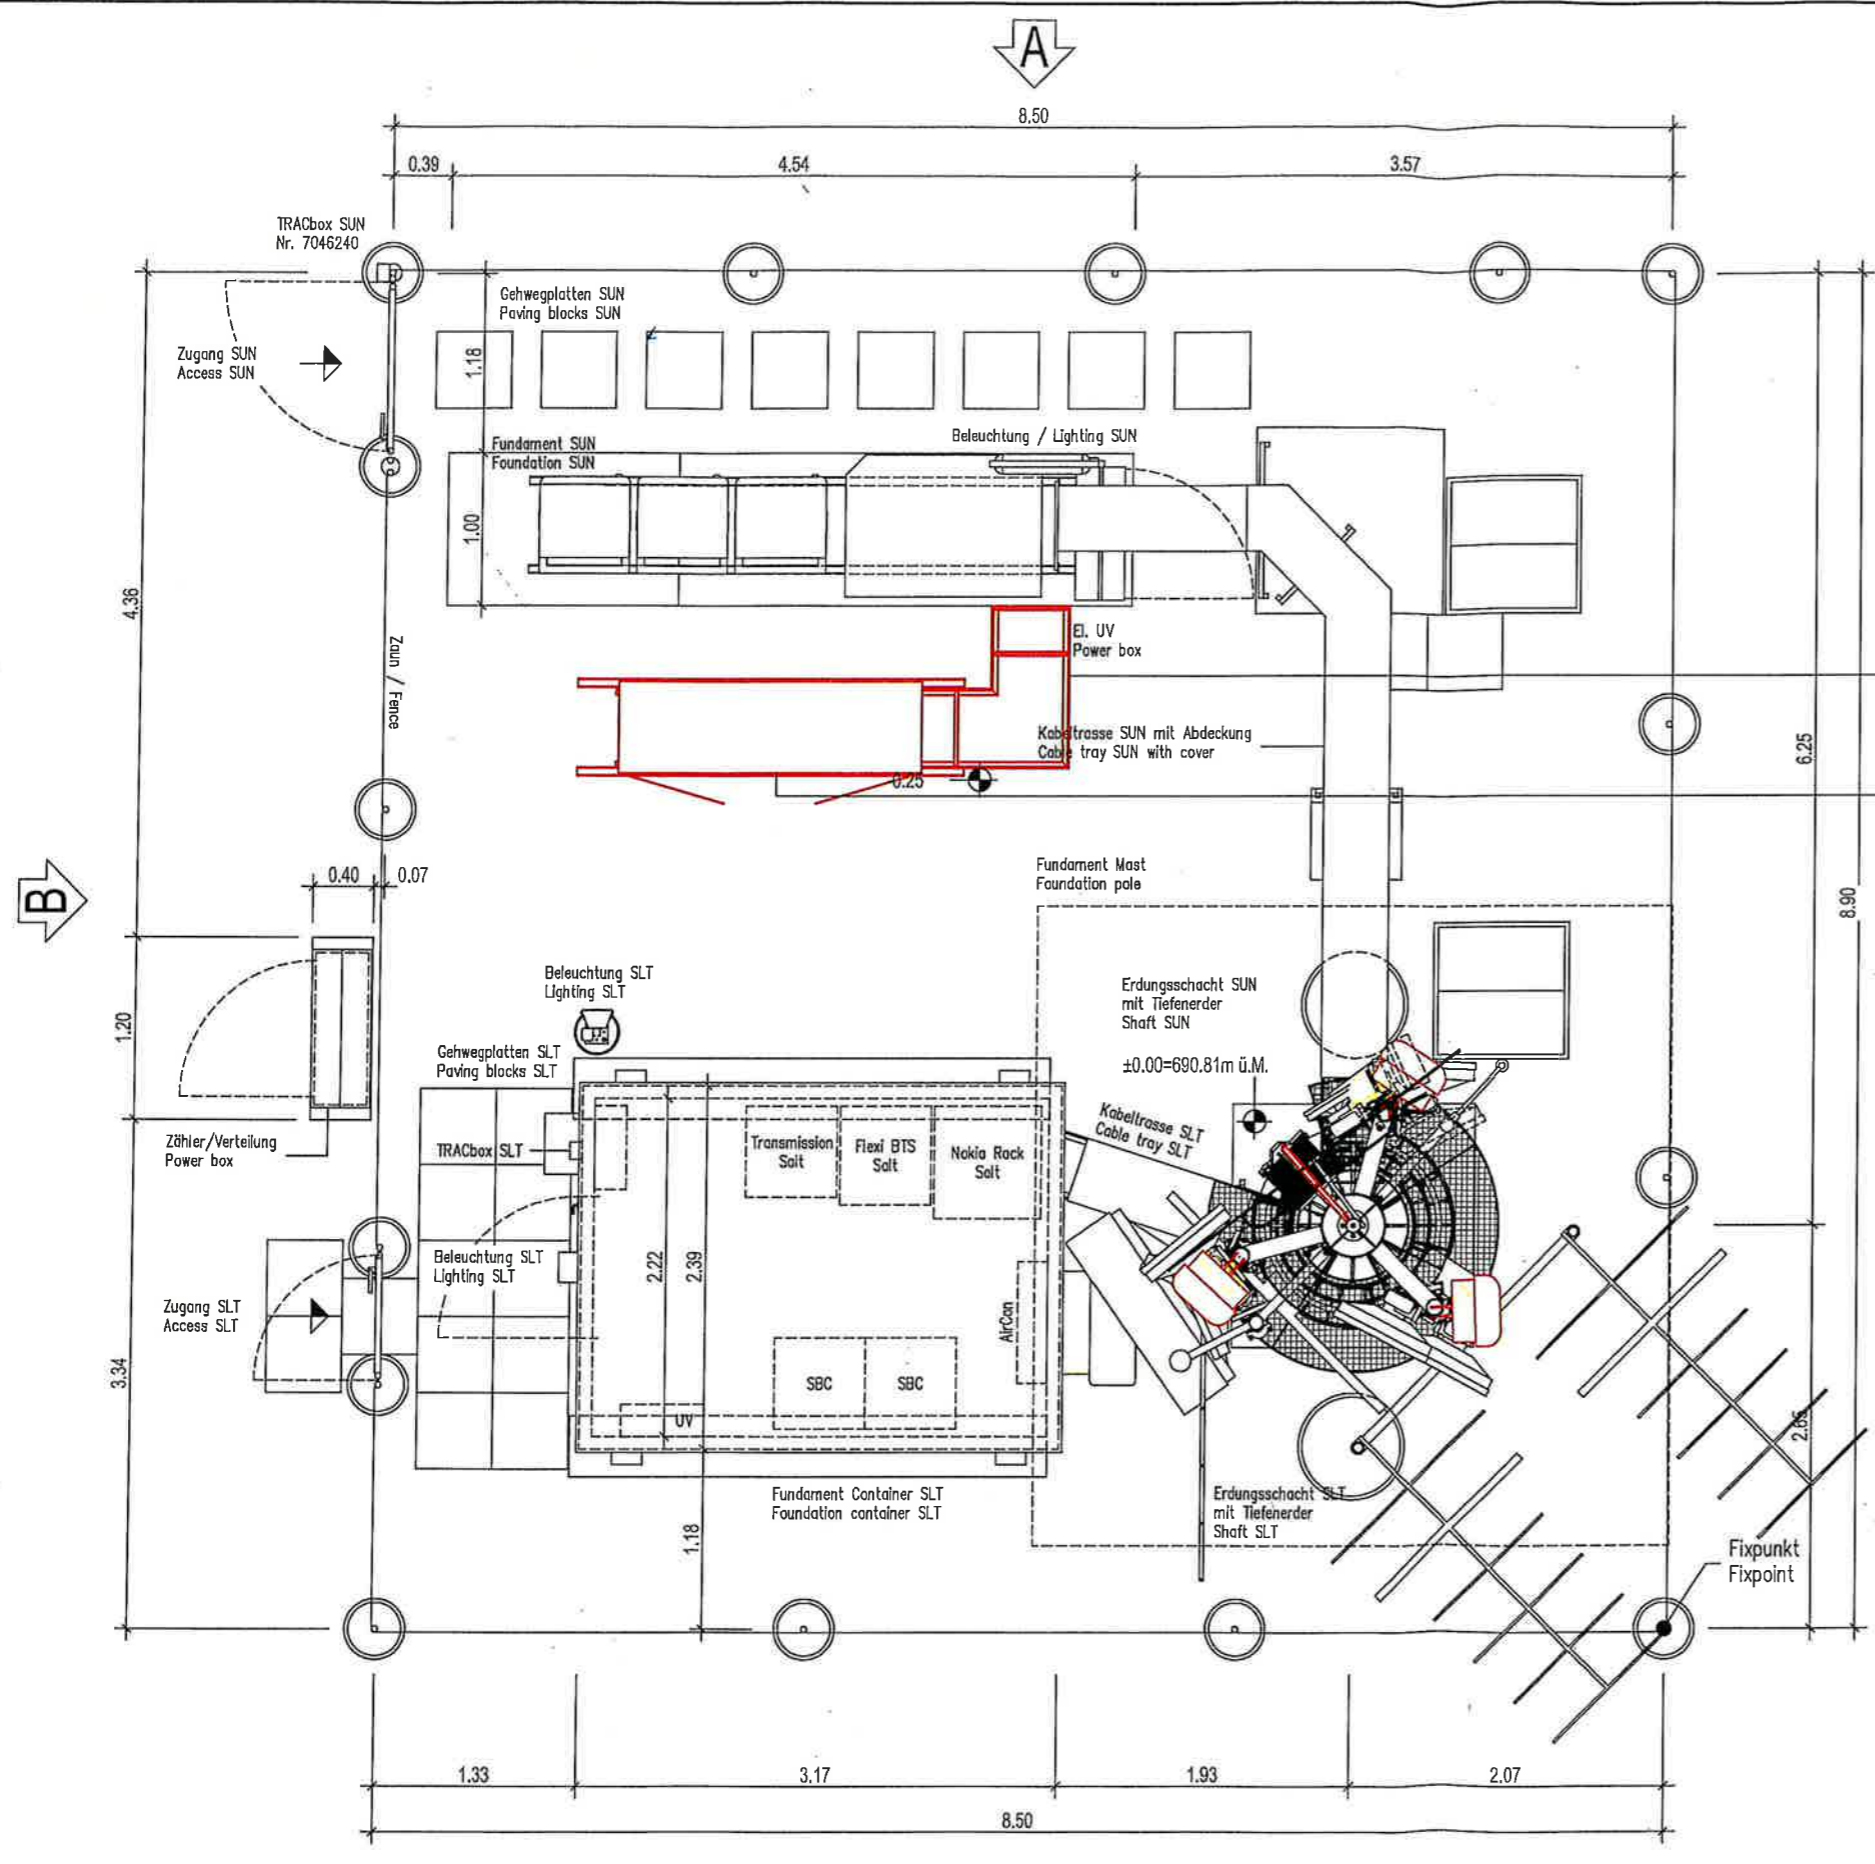 A
8.50
0.39
4.54
3.57
TRACbox SUN
Nr. 7046240
Gehwegplatten SUN
Paving blocks SUN
Zugang SUN
Access SUN
1.18
Fundament SUN
Foundation SUN
Beleuchtung / Lighting SUN
1.00
4.36
Zaun / Fence
El. UV
Power box
Kabeltrasse SUN mit Abdeckung
Cable tray SUN with cover
0.25
6.25
8.90
B
0.40
0.07
Fundament Mast
Foundation pole
Beleuchtung SLT
Lighting SLT
Erdungsschacht SUN
mit Tiefenerder
Shaft SUN
1.20
Gehwegplatten SLT
Paving blocks SLT
±0.00=690.81m ü.M.
Zähler/Verteilung
Power box
TRACbox SLT
Transmission
Salt
Flexi BTS
Salt
Nokia Rack
Salt
Kabeltrasse SLT
Cable tray SLT
Beleuchtung SLT
Lighting SLT
2.22
2.39
Zugang SLT
Access SLT
AirCon
3.34
SBC
SBC
UV
2.65
Fundament Container SLT
Foundation container SLT
Erdungsschacht SLT
mit Tiefenerder
Shaft SLT
1.18
Fixpunkt
Fixpoint
1.33
3.17
1.93
2.07
8.50